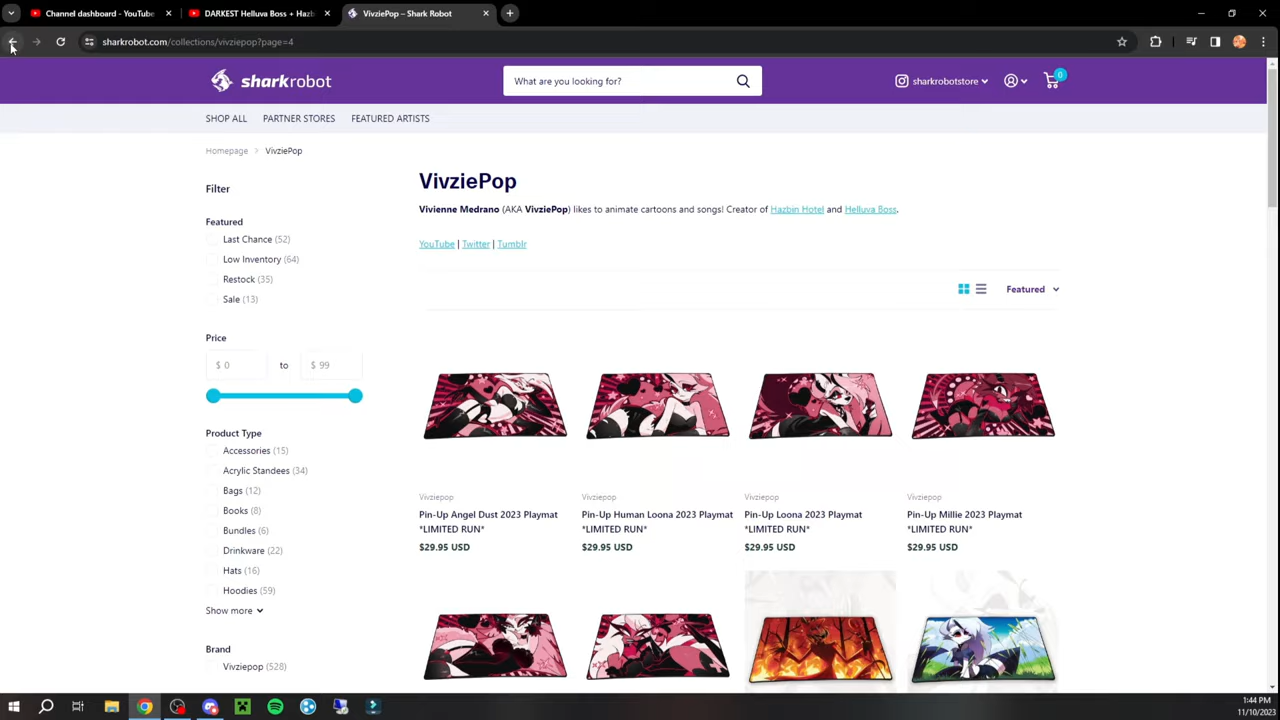 Channel dashboard - YouTube
DARKEST Helluva Boss + Hazb
VivziePop – Shark Robot
sharkrobot.com/collections/vivziepop?page=4
sharkrobot
What are you looking for?
sharkrobotstore
0
SHOP ALL
PARTNER STORES
FEATURED ARTISTS
Homepage > VivziePop
Filter
Featured
Last Chance (52)
Low Inventory (64)
Restock (35)
Sale (13)
Price
$ 0 to $ 99
Product Type
Accessories (15)
Acrylic Standees (34)
Bags (12)
Books (8)
Bundles (6)
Drinkware (22)
Hats (16)
Hoodies (59)
Show more
Brand
Vivziepop (528)
VivziePop
Vivienne Medrano (AKA VivziePop) likes to animate cartoons and songs! Creator of Hazbin Hotel and Helluva Boss.
YouTube | Twitter | Tumblr
Featured
Vivziepop
Pin-Up Angel Dust 2023 Playmat
*LIMITED RUN*
$29.95 USD
Vivziepop
Pin-Up Human Loona 2023 Playmat
*LIMITED RUN*
$29.95 USD
Vivziepop
Pin-Up Loona 2023 Playmat
*LIMITED RUN*
$29.95 USD
Vivziepop
Pin-Up Millie 2023 Playmat
*LIMITED RUN*
$29.95 USD
1:44 PM
11/10/2023